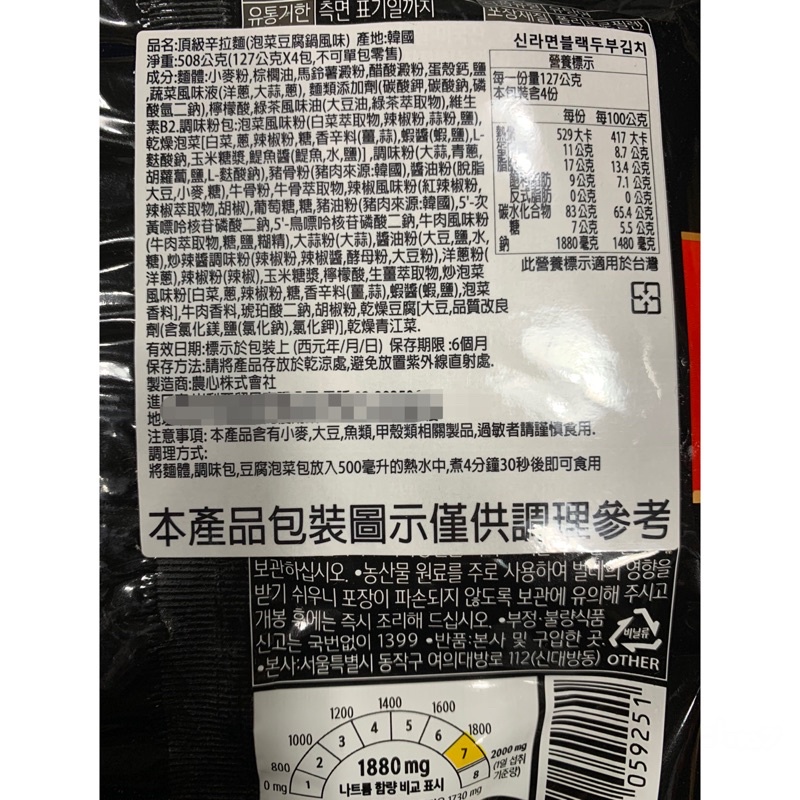 유통거한 측면 표기일까지
품名:頂級辛拉麵(泡菜豆腐鍋風味) 產地:韓國
淨重:508公克(127公克X4包,不可單包零售)
成分:麵體:小麥粉,棕櫚油,馬鈴薯澱粉,醋酸澱粉,蛋殼鈣,鹽
,蔬菜風味液(洋蔥,大蒜,蔥), 麵類添加劑(碳酸鉀,碳酸鈉,磷
酸氫二鈉),檸檬酸,綠茶風味油(大豆油,綠茶萃取物),維生
素B2.調味粉包:泡菜風味粉(白菜萃取物,辣椒粉,蒜粉,鹽),
乾燥泡菜[白菜,蔥,辣椒粉,糖,香辛料(薑,蒜),蝦醬(蝦,鹽),L-
麩酸鈉,玉米糖漿,鯷魚醬(鯷魚,水,鹽)],調味粉(大蒜,青蔥,
胡蘿蔔,鹽,L-麩酸鈉),豬骨粉(豬肉來源:韓國),醬油粉(脫脂
大豆,小麥,糖),牛骨粉,牛骨萃取物,辣椒風味粉(紅辣椒粉,
辣椒萃取物,胡椒),葡萄糖,糖,豬油粉(豬肉來源:韓國),5'-次
黃嘌呤核苷磷酸二鈉,5'-鳥嘌呤核苷磷酸二鈉,牛肉風味粉
(牛肉萃取物,糖,鹽,糊精),大蒜粉(大蒜),醬油粉(大豆,鹽,水,
糖),炒辣醬調味粉(辣椒粉,辣椒醬,酵母粉,大豆粉),洋蔥粉(
洋蔥),辣椒粉(辣椒),玉米糖漿,檸檬酸,生薑萃取物,炒泡菜
風味粉[白菜,蔥,辣椒粉,糖,香辛料(薑,蒜),蝦醬(蝦,鹽),泡菜
香料],牛肉香料,琥珀酸二鈉,胡椒粉,乾燥豆腐[大豆,品質改良
劑(含氯化鎂,鹽(氯化鈉),氯化鉀)],乾燥青江菜.
有效日期:標示於包裝上 (西元年/月/日) 保存期限 :6個月
保存方法:請將產品存放於乾涼處,避免放置紫外線直射處.
製造商:農心株式會社
進
地
注意事項: 本產品含有小麥,大豆,魚類,甲殼類相關製品,過敏者請謹慎食用.
調理方式:
將麵體,調味包,豆腐泡菜包放入500毫升的熱水中,煮4分鐘30秒後即可食用
本產品包裝圖示僅供調理參考
신라면블랙두부김치
營養標示
每一份量127公克
本包裝含4份
每份 每100公克
熱量 529大卡 417 大卡
11公克 8.7 公克
17公克 13.4 公克
9公克 7.1 公克
反式脂肪 0公克 0公克
碳水化合物 83公克 65.4 公克
糖 7公克 5.5 公克
鈉 1880毫克 1480 毫克
此營養標示適用於台灣
보관하십시오. •농산물 원료를 주로 사용하여 벌레의 영향을
받기 쉬우니 포장이 파손되지 않도록 보관에 유의해 주시고
개봉 후에는 즉시 조리해 드십시오. •부정·불량식품
신고는 국번없이 1399 •반품:본사 및 구입한 곳
•본사:서울특별시 동작구 여의대방로 112(신대방동)
비닐류
OTHER
0 mg 800 1000 1200 1400 1600 1800 2000 mg
(1일 섭취
기준량)
1 2 3 4 5 6 7 8
1880 mg
나트륨 함량 비교 표시
1730 mg
059251